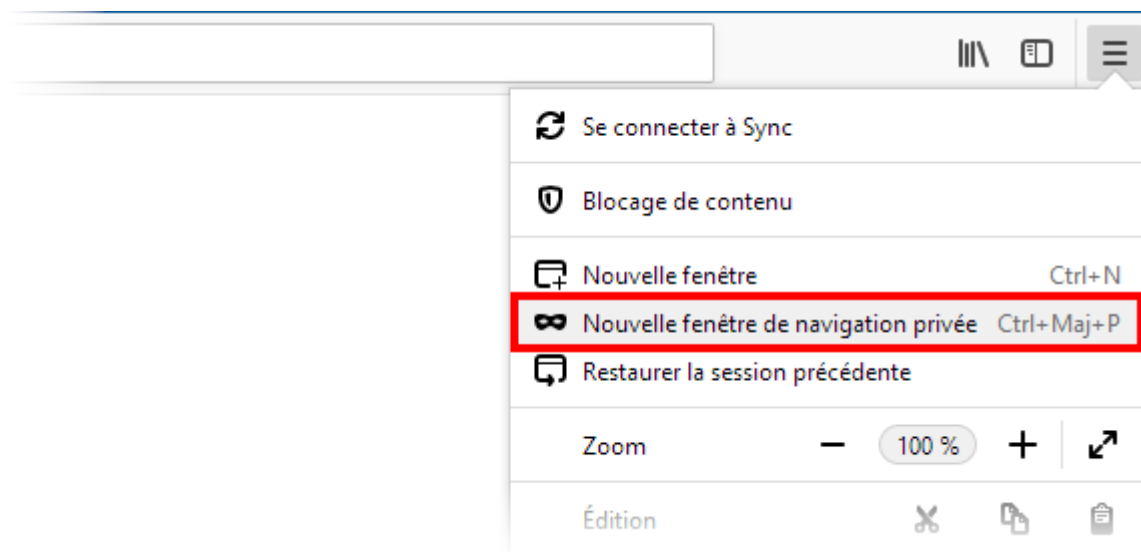 Se connecter à Sync
Blocage de contenu
Nouvelle fenêtre Ctrl+N
Nouvelle fenêtre de navigation privée Ctrl+Maj+P
Restaurer la session précédente
Zoom 100 %
Édition